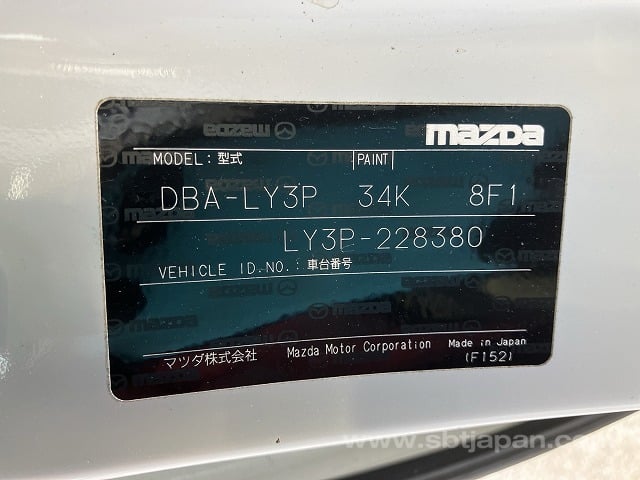 mazda
MODEL：型式 PAINT
DBA-LY3P 34K 8F1
LY3P-228380
VEHICLE ID.NO.：車台番号
マツダ株式会社 Mazda Motor Corporation Made in Japan
(F152)
www.sbtjapan.com